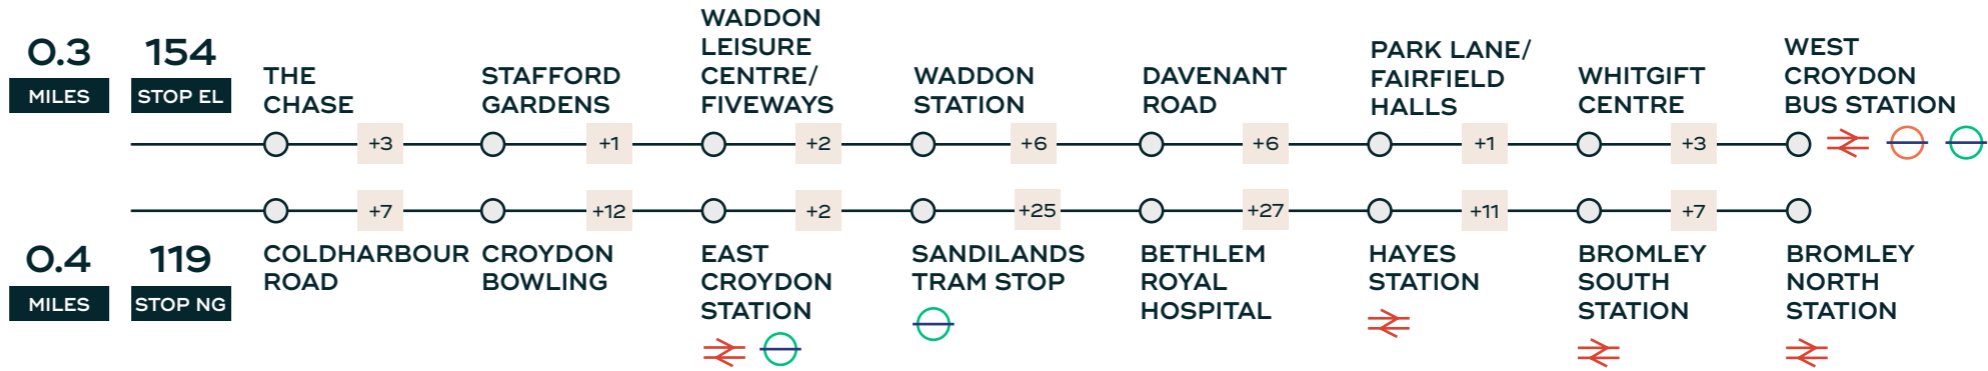 0.3
MILES
154
STOP EL
THE
CHASE
STAFFORD
GARDENS
WADDON
LEISURE
CENTRE/
FIVEWAYS
WADDON
STATION
DAVENANT
ROAD
PARK LANE/
FAIRFIELD
HALLS
WHITGIFT
CENTRE
WEST
CROYDON
BUS STATION
+3
+1
+2
+6
+6
+1
+3
+7
+12
+2
+25
+27
+11
+7
0.4
MILES
119
STOP NG
COLDHARBOUR
ROAD
CROYDON
BOWLING
EAST
CROYDON
STATION
SANDILANDS
TRAM STOP
BETHLEM
ROYAL
HOSPITAL
HAYES
STATION
BROMLEY
SOUTH
STATION
BROMLEY
NORTH
STATION